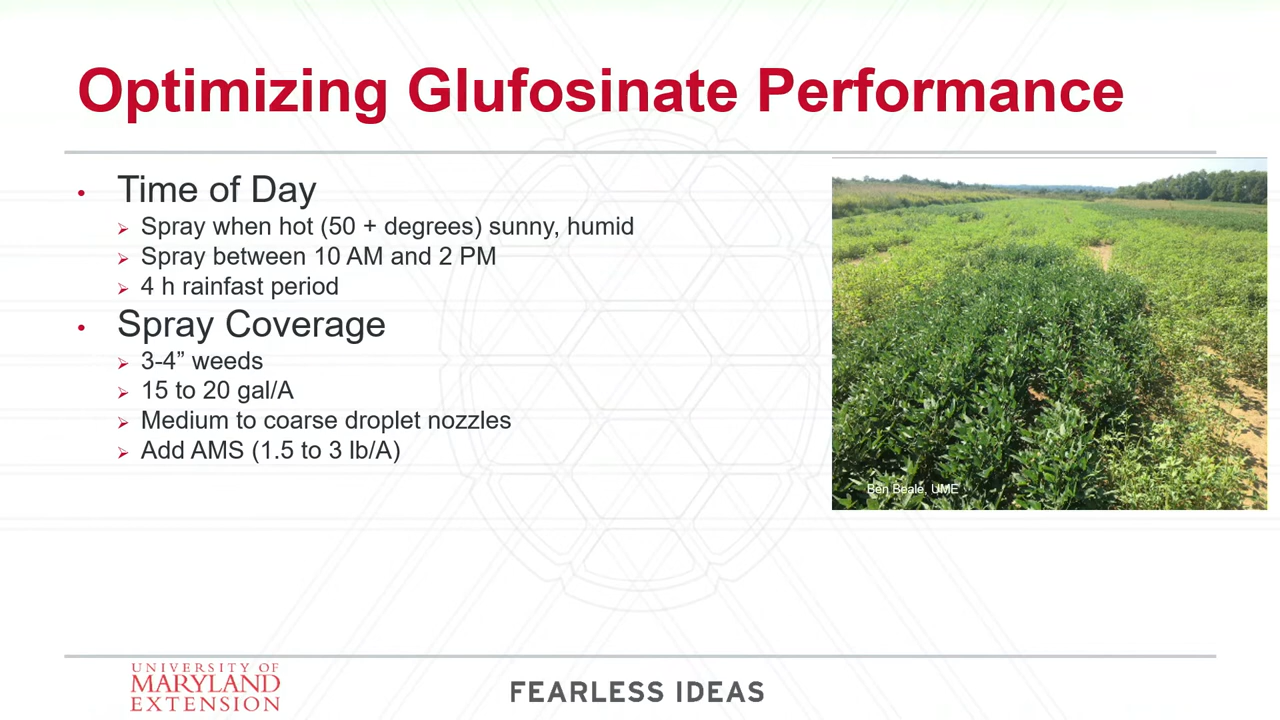 Optimizing Glufosinate Performance
• Time of Day
➢ Spray when hot (50 + degrees) sunny, humid
➢ Spray between 10 AM and 2 PM
➢ 4 h rainfast period
• Spray Coverage
➢ 3-4” weeds
➢ 15 to 20 gal/A
➢ Medium to coarse droplet nozzles
➢ Add AMS (1.5 to 3 lb/A)
Ben Beale, UME
UNIVERSITY OF
MARYLAND
EXTENSION
FEARLESS IDEAS